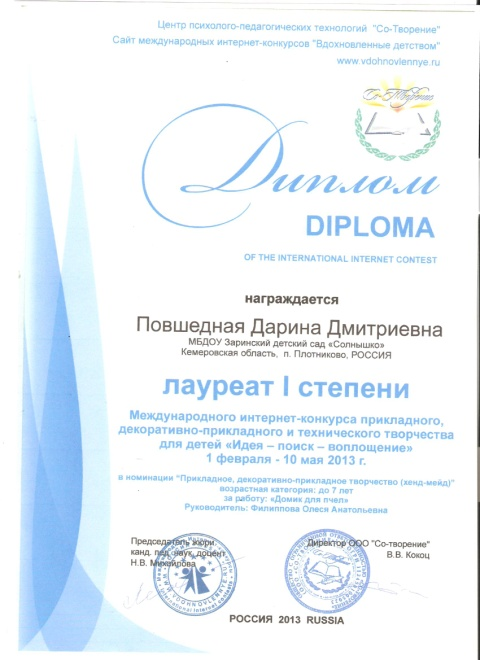 Центр психолого-педагогических технологий "Со-Творение"
Сайт международных интернет-конкурсов "Вдохновленные детством"
www.vdohnovlennye.ru
Со-Творение
Диплом
DIPLOMA
OF THE INTERNATIONAL INTERNET CONTEST
награждается
Повшедная Дарина Дмитриевна
МБДОУ Заринский детский сад «Солнышко»
Кемеровская область, п. Плотниково, РОССИЯ
лауреат I степени
Международного интернет-конкурса прикладного,
декоративно-прикладного и технического творчества
для детей «Идея – поиск – воплощение»
1 февраля - 10 мая 2013 г.
в номинации "Прикладное, декоративно-прикладное творчество (хенд-мейд)"
возрастная категория: до 7 лет
за работу: «Домик для пчел»
Руководитель: Филиппова Олеся Анатольевна
Председатель жюри
канд. пед. наук, доцент
Н.В. Михайрова
Директор ООО "Со-творение"
В.В. Кокоц
РОССИЯ 2013 RUSSIA